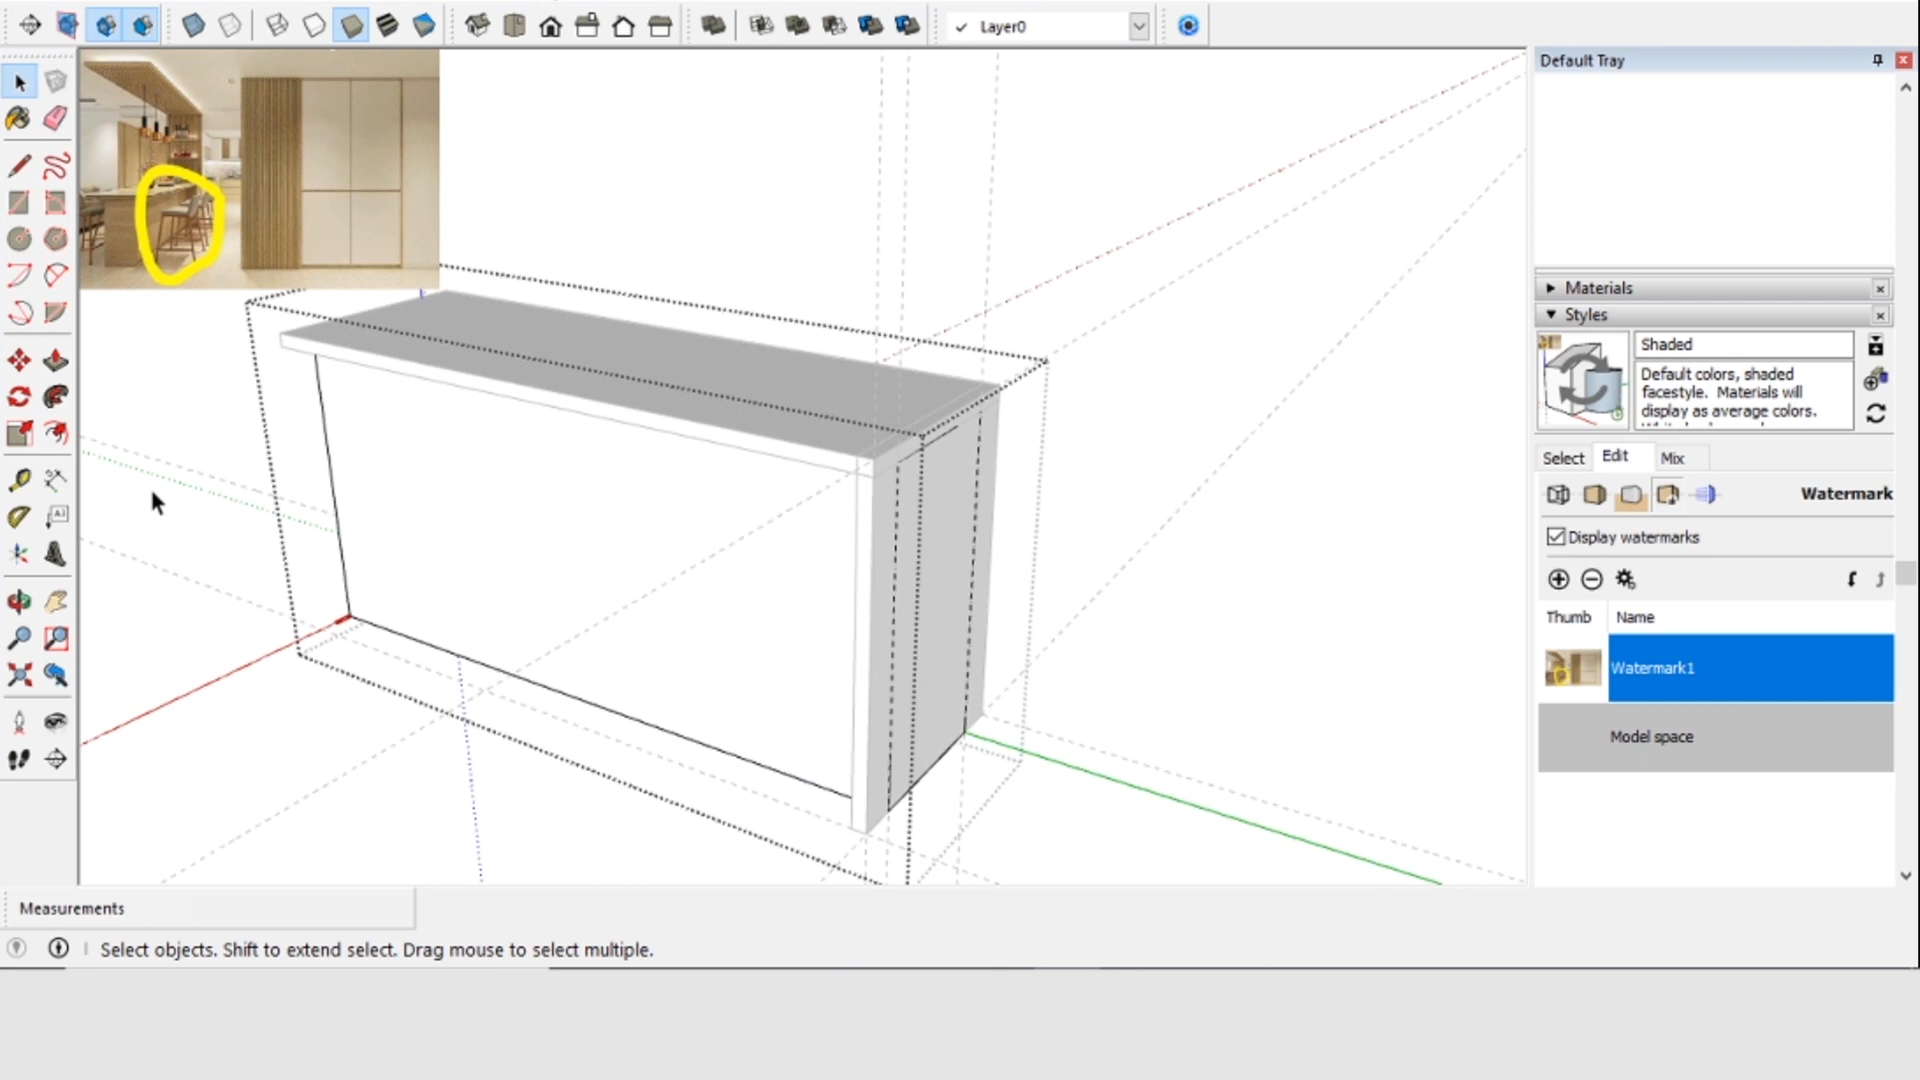 Layer0
Default Tray
Materials
Styles
Shaded
Default colors, shaded
facestyle. Materials will
display as average colors.
Select Edit Mix
Watermark
Display watermarks
Thumb Name
Watermark1
Model space
Measurements
Select objects. Shift to extend select. Drag mouse to select multiple.